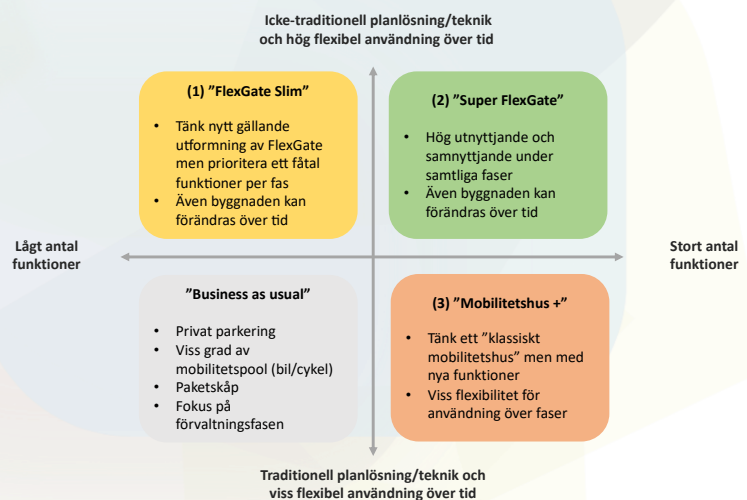 Icke-traditionell planlösning/teknik
och hög flexibel användning över tid
(1) ”FlexGate Slim”
• Tänk nytt gällande
utformning av FlexGate
men prioritera ett fåtal
funktioner per fas
• Även byggnaden kan
förändras över tid
(2) ”Super FlexGate”
• Hög utnyttjande och
samnyttjande under
samtliga faser
• Även byggnaden kan
förändras över tid
Lågt antal
funktioner
Stort antal
funktioner
”Business as usual”
• Privat parkering
• Viss grad av
mobilitetspool (bil/cykel)
• Paketskåp
• Fokus på
förvaltningsfasen
(3) ”Mobilitetshus +”
• Tänk ett ”klassiskt
mobilitetshus” men med
nya funktioner
• Viss flexibilitet för
användning över faser
Traditionell planlösning/teknik och
viss flexibel användning över tid